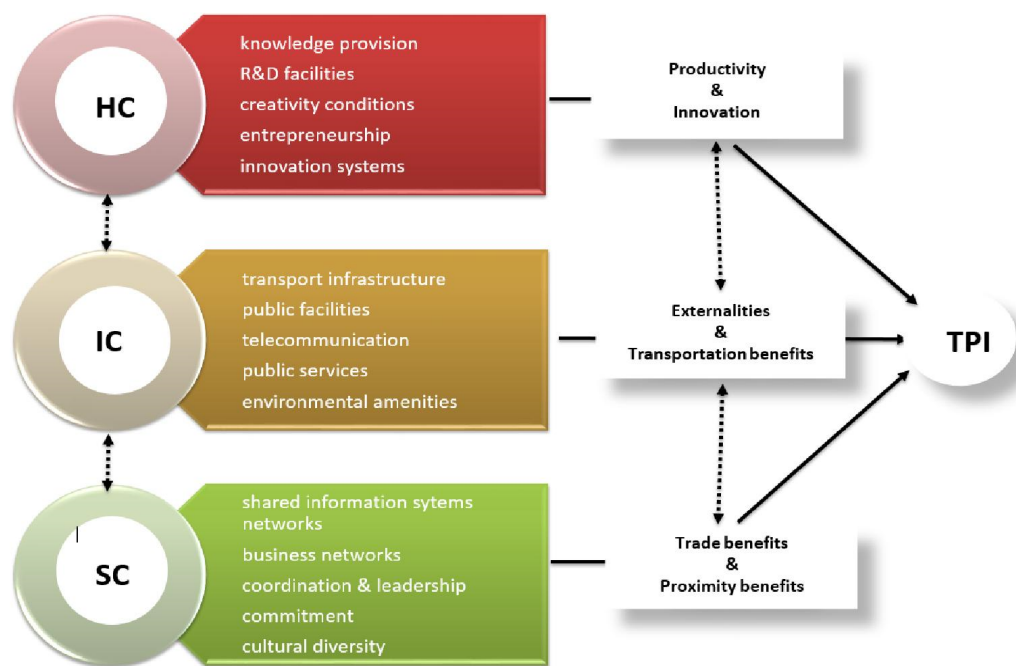 HC
knowledge provision
R&D facilities
creativity conditions
entrepreneurship
innovation systems
Productivity
&
Innovation
IC
transport infrastructure
public facilities
telecommunication
public services
environmental amenities
Externalities
&
Transportation benefits
TPI
SC
shared information sytems
networks
business networks
coordination & leadership
commitment
cultural diversity
Trade benefits
&
Proximity benefits